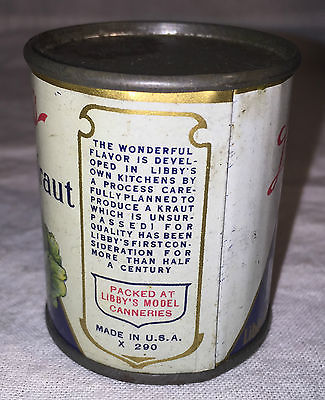 raut
THE WONDERFUL
FLAVOR IS DEVEL-
OPED IN LIBBY'S
OWN KITCHENS BY
A PROCESS CARE-
FULLY PLANNED TO
PRODUCE A KRAUT
WHICH IS UNSUR-
PASSED! FOR
QUALITY HAS BEEN
LIBBY'S FIRST CON-
SIDERATION FOR
MORE THAN HALF
A CENTURY
PACKED AT
LIBBY'S MODEL
CANNERIES
MADE IN U.S.A.
X 290